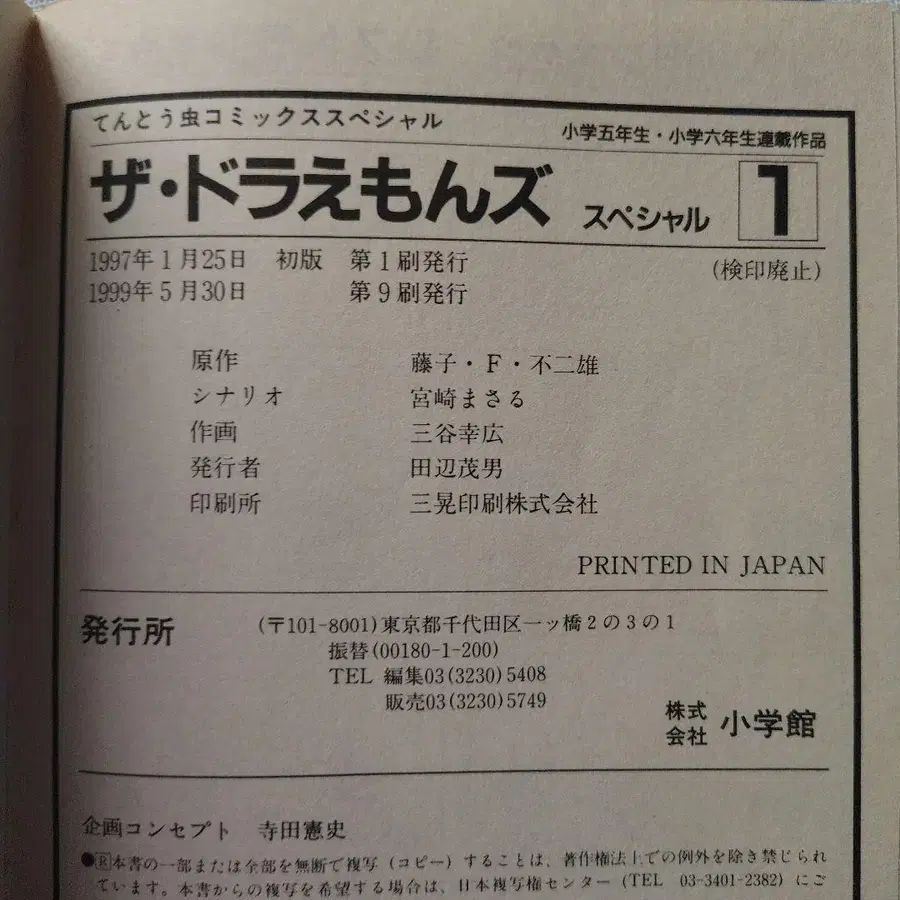 てんとう虫コミックススペシャル
小学五年生・小学六年生連載作品
ザ・ドラえもんズ スペシャル 1
1997年1月25日 初版 第1刷発行
(検印廃止)
1999年5月30日 第9刷発行
原作 藤子・F・不二雄
シナリオ 宮崎まさる
作画 三谷幸広
発行者 田辺茂男
印刷所 三晃印刷株式会社
PRINTED IN JAPAN
発行所 (〒101-8001)東京都千代田区一ッ橋2の3の1
振替(00180-1-200)
TEL 編集03(3230)5408
販売03(3230)5749
株式会社 小学館
企画コンセプト 寺田憲史
●Ⓡ本書の一部または全部を無断で複写(コピー)することは、著作権法上での例外を除き禁じられ
ています。本書からの複写を希望する場合は、日本複写権センター(TEL 03-3401-2382)にご